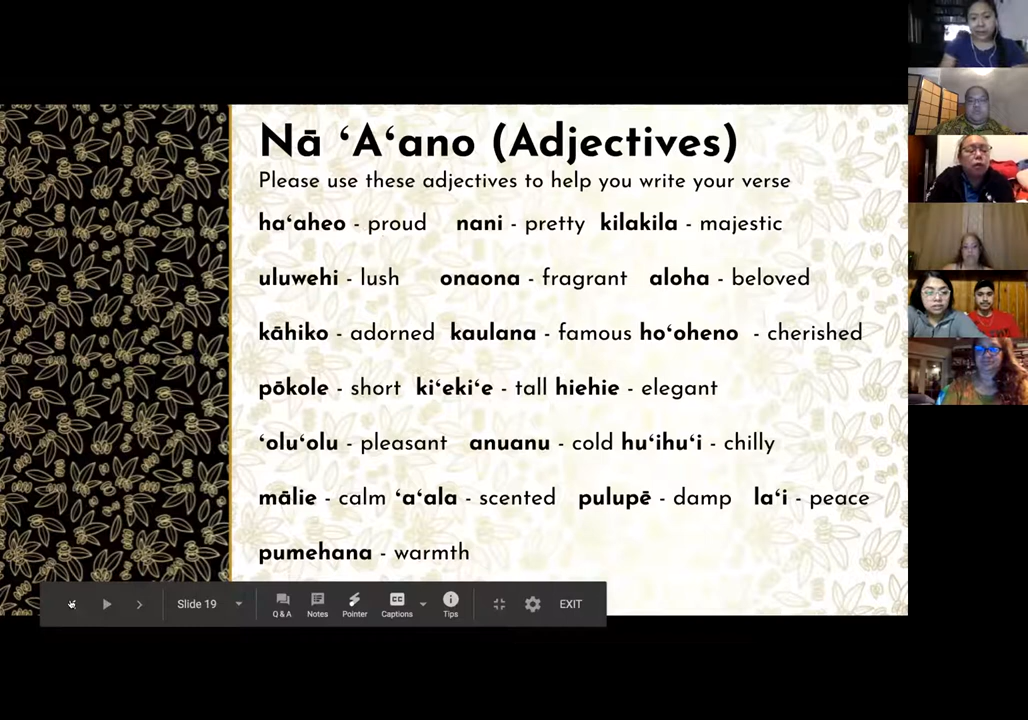 Nā ʻAʻano (Adjectives)
Please use these adjectives to help you write your verse
haʻaheo - proud nani - pretty kilakila - majestic
uluwehi - lush onaona - fragrant aloha - beloved
kāhiko - adorned kaulana - famous hoʻoheno - cherished
pōkole - short kiʻekiʻe - tall hiehie - elegant
ʻoluʻolu - pleasant anuanu - cold huʻihuʻi - chilly
mālie - calm ʻaʻala - scented pulupē - damp laʻi - peace
pumehana - warmth
Slide 19
Q & A Notes Pointer Captions Tips EXIT